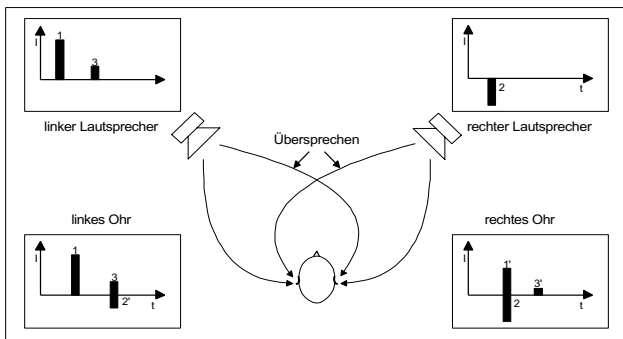 I
1
3
linker Lautsprecher
I
2
t
rechter Lautsprecher
Übersprechen
linkes Ohr
I
1
3
2'
t
rechtes Ohr
I
1'
3'
2
t